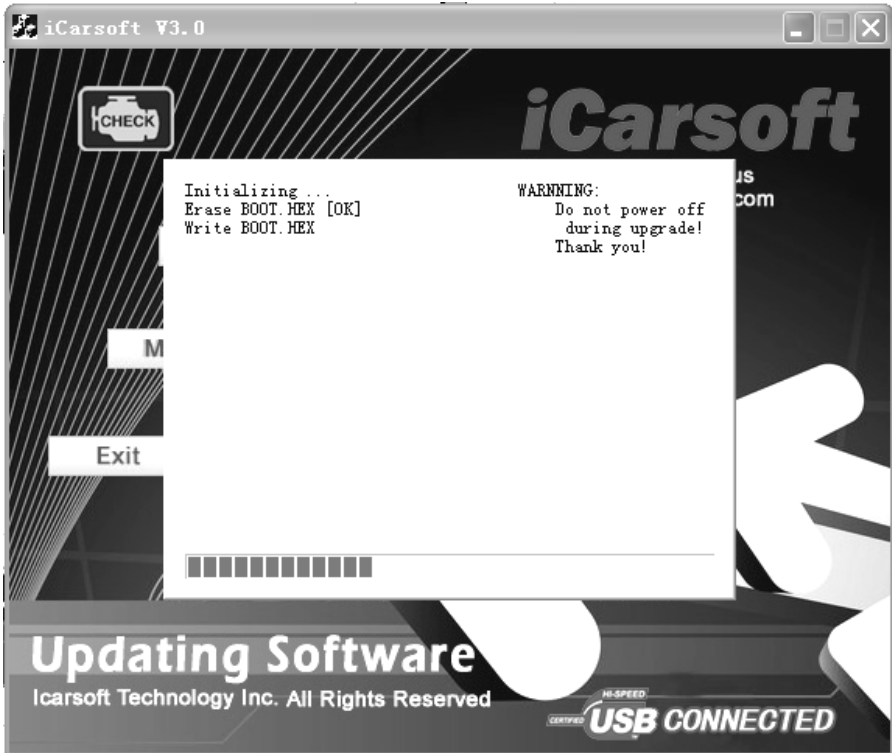 iCarsoft V3.0
CHECK
iCarsoft
us
com
Initializing ...
Erase BOOT.HEX [OK]
Write BOOT.HEX
WARNNING:
Do not power off
during upgrade!
Thank you!
M
Exit
Updating Software
Icarsoft Technology Inc. All Rights Reserved
HI-SPEED
CERTIFIED USB CONNECTED